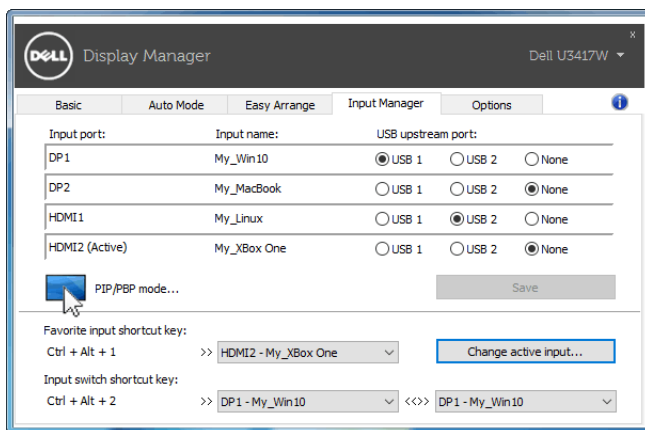 DELL Display Manager Dell U3417W x
Basic Auto Mode Easy Arrange Input Manager Options i
Input port: Input name: USB upstream port:
DP1 My_Win10 USB 1 USB 2 None
DP2 My_MacBook USB 1 USB 2 None
HDMI1 My_Linux USB 1 USB 2 None
HDMI2 (Active) My_XBox One USB 1 USB 2 None
PIP/PBP mode... Save
Favorite input shortcut key:
Ctrl + Alt + 1 >> HDMI2 - My_XBox One Change active input...
Input switch shortcut key:
Ctrl + Alt + 2 >> DP1 - My_Win10 <<>> DP1 - My_Win10